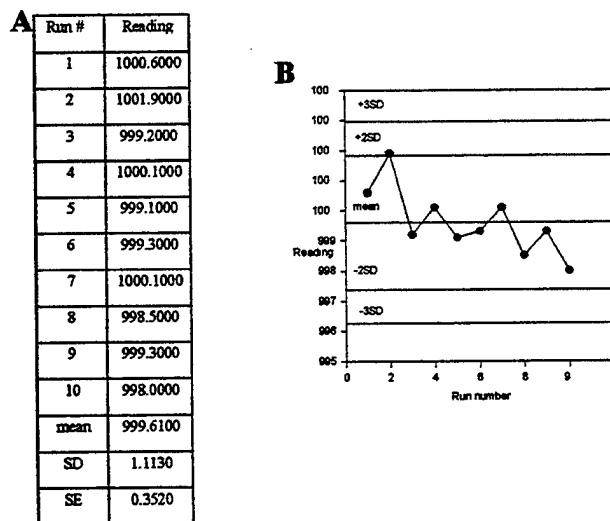 A
Run # Reading
1 1000.6000
2 1001.9000
3 999.2000
4 1000.1000
5 999.1000
6 999.3000
7 1000.1000
8 998.5000
9 999.3000
10 998.0000
mean 999.6100
SD 1.1130
SE 0.3520
B
100
+3SD
100
+2SD
100
100
mean
100
999
Reading
998
-2SD
997
-3SD
996
995
0 2 4 6 8 9
Run number